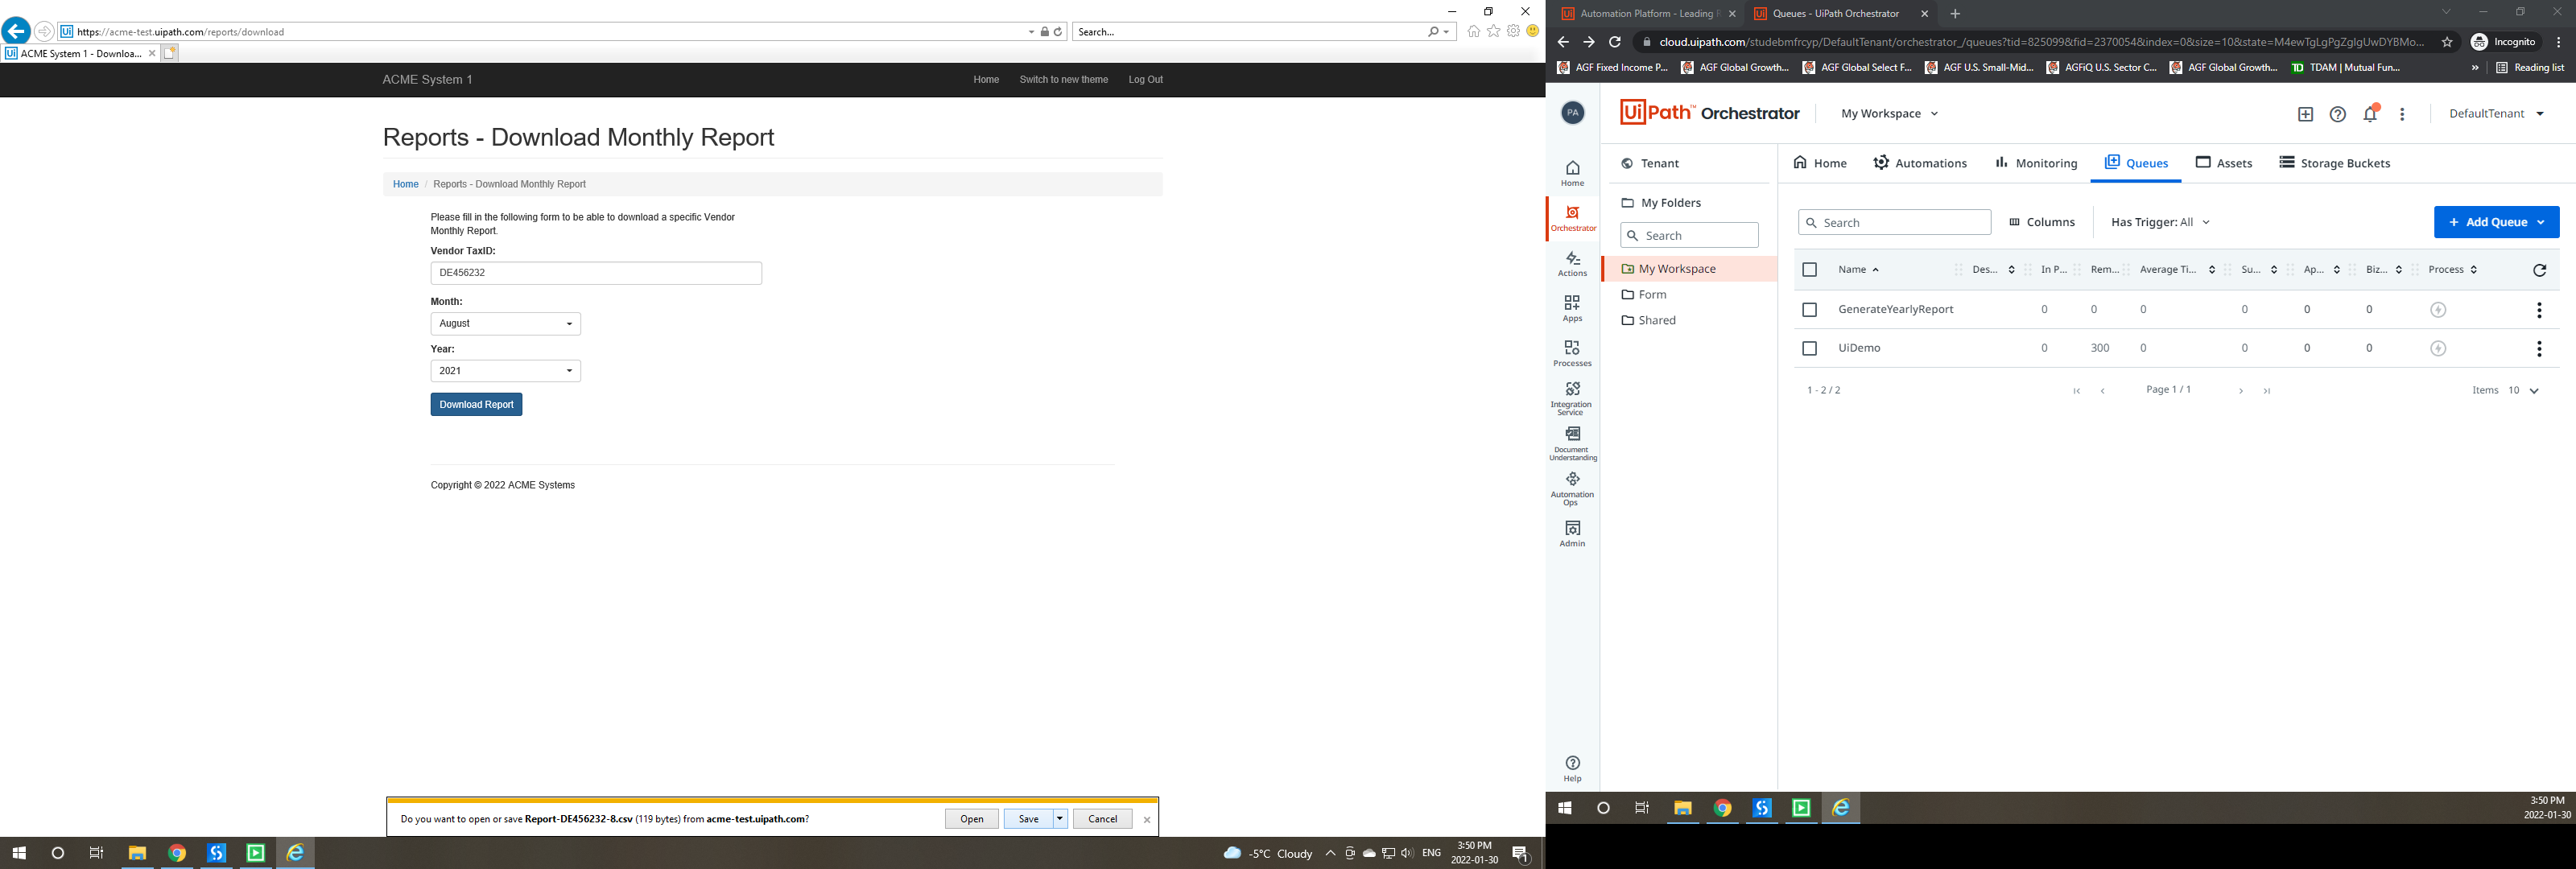 https://acme-test.uipath.com/reports/download
Search...
ACME System 1 - Downloa...
ACME System 1
Home
Switch to new theme
Log Out
Reports - Download Monthly Report
Home / Reports - Download Monthly Report
Please fill in the following form to be able to download a specific Vendor
Monthly Report.
Vendor TaxID:
DE456232
Month:
August
Year:
2021
Download Report
Copyright © 2022 ACME Systems
Do you want to open or save Report-DE456232-8.csv (119 bytes) from acme-test.uipath.com?
Open
Save
Cancel
-5°C Cloudy
ENG
3:50 PM
2022-01-30
1
Automation Platform - Leading
Queues - UiPath Orchestrator
cloud.uipath.com/studebmfrcyp/DefaultTenant/orchestrator_/queues?tid=825099&fid=2370054&index=0&size=10&state=M4ewTgLgPgZglgUwDYBMo...
Incognito
AGF Fixed Income P...
AGF Global Growth...
AGF Global Select F...
AGF U.S. Small-Mid...
AGFiQ U.S. Sector C...
AGF Global Growth...
TD
TDAM | Mutual Fun...
»
Reading list
PA
UiPath™ Orchestrator
My Workspace
DefaultTenant
Home
Orchestrator
Actions
Apps
Processes
Integration
Service
Document
Understanding
Automation
Ops
Admin
Help
Tenant
My Folders
Search
My Workspace
Form
Shared
Home
Automations
Monitoring
Queues
Assets
Storage Buckets
Search
Columns
Has Trigger: All
+ Add Queue
Name
Des...
In P...
Rem...
Average Ti...
Su...
Ap...
Biz...
Process
GenerateYearlyReport 0 0 0 0 0 0
UiDemo 0 300 0 0 0 0
1 - 2 / 2
Page 1 / 1
Items 10
3:50 PM
2022-01-30